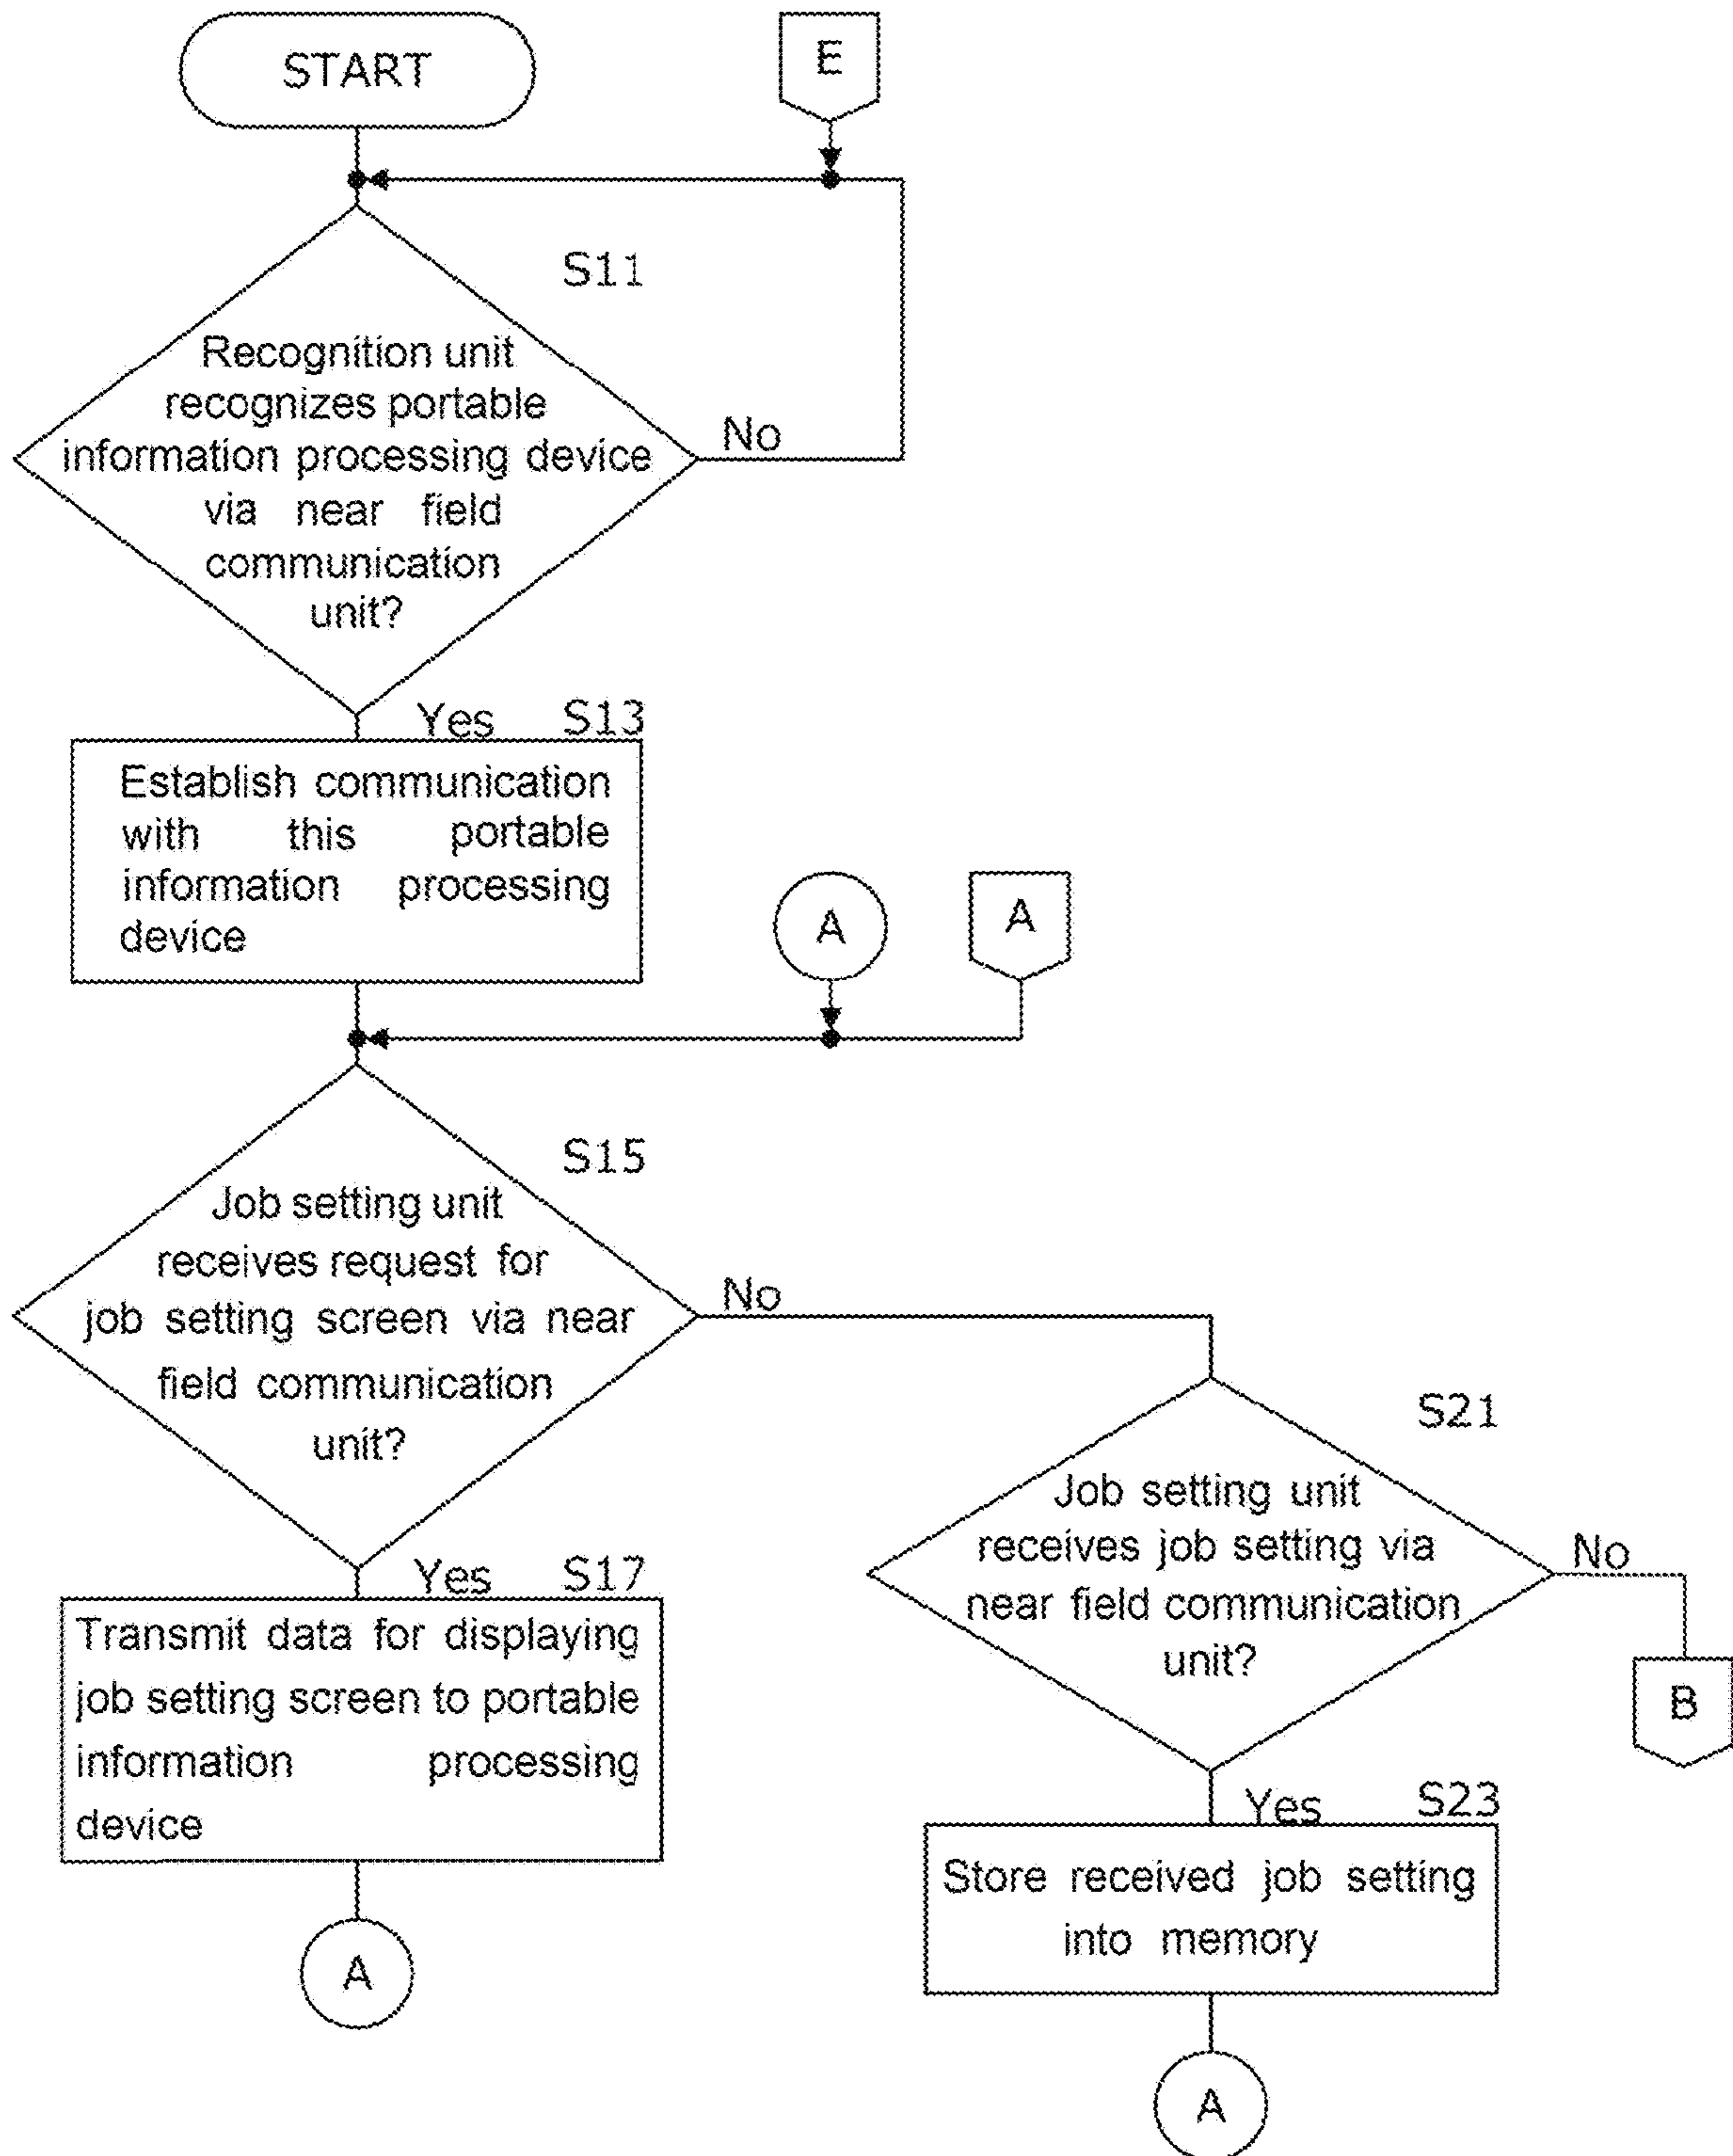 START
E
S11
Recognition unit
recognizes portable
information processing device
via near field
communication
unit?
No
Yes
S13
Establish communication
with this portable
information processing
device
A
A
S15
Job setting unit
receives request for
job setting screen via near
field communication
unit?
No
Yes
S17
Transmit data for displaying
job setting screen to portable
information processing
device
A
S21
Job setting unit
receives job setting via
near field communication
unit?
No
B
Yes
S23
Store received job setting
into memory
A